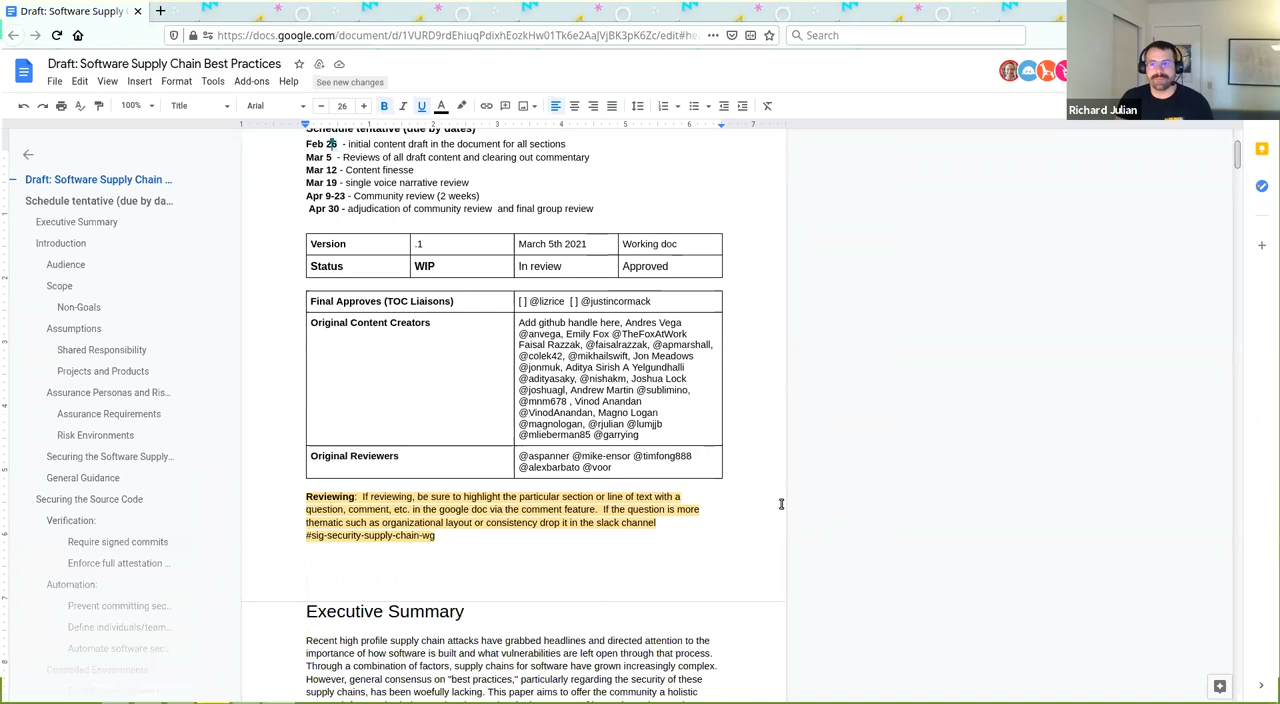 Draft: Software Supply C
https://docs.google.com/document/d/1VURD9rdEhiuqPdixhEozkHw01Tk6e2AaJVjBK3pK6Zc/edit#he
Search
Richard Julian
Draft: Software Supply Chain Best Practices
File Edit View Insert Format Tools Add-ons Help
See new changes
100% Title Arial 26
1 1 2 3 4 5 6 7
Draft: Software Supply Chain ...
Schedule tentative (due by da...
Executive Summary
Introduction
Audience
Scope
Non-Goals
Assumptions
Shared Responsibility
Projects and Products
Assurance Personas and Ris...
Assurance Requirements
Risk Environments
Securing the Software Supply...
General Guidance
Securing the Source Code
Verification:
Require signed commits
Enforce full attestation ...
Automation:
Prevent committing sec...
Define individuals/team...
Automate software sec...
Controlled Environments
Schedule tentative (due by dates)
Feb 26 - initial content draft in the document for all sections
Mar 5 - Reviews of all draft content and clearing out commentary
Mar 12 - Content finesse
Mar 19 - single voice narrative review
Apr 9-23 - Community review (2 weeks)
Apr 30 - adjudication of community review and final group review
Version .1 March 5th 2021 Working doc
Status WIP In review Approved
Final Approves (TOC Liaisons) [ ] @lizrice [ ] @justincormack
Original Content Creators Add github handle here, Andres Vega
@anvega, Emily Fox @TheFoxAtWork
Faisal Razzak, @faisalrazzak, @apmarshall,
@colek42, @mikhailswift, Jon Meadows
@jonmuk, Aditya Sirish A Yelgundhalli
@adityasaky, @nishakm, Joshua Lock
@joshuagl, Andrew Martin @sublimino,
@mnm678 , Vinod Anandan
@VinodAnandan, Magno Logan
@magnologan, @rjulian @lumjjb
@mlieberman85 @garrying
Original Reviewers @aspanner @mike-ensor @timfong888
@alexbarbato @voor
Reviewing: If reviewing, be sure to highlight the particular section or line of text with a
question, comment, etc. in the google doc via the comment feature. If the question is more
thematic such as organizational layout or consistency drop it in the slack channel
#sig-security-supply-chain-wg
Executive Summary
Recent high profile supply chain attacks have grabbed headlines and directed attention to the
importance of how software is built and what vulnerabilities are left open through that process.
Through a combination of factors, supply chains for software have grown increasingly complex.
However, general consensus on "best practices," particularly regarding the security of these
supply chains, has been woefully lacking. This paper aims to offer the community a holistic